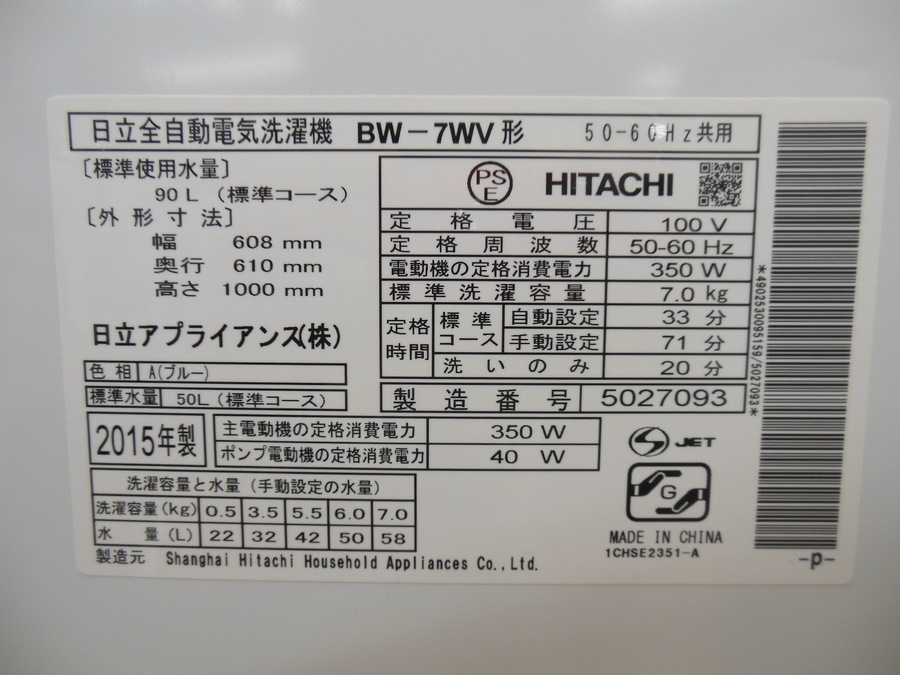 日立全自動電気洗濯機 BW-7WV形 50-60Hz共用
〔標準使用水量〕
90L (標準コース)
〔外形寸法〕
幅 608 mm
奥行 610 mm
高さ 1000 mm
日立アプライアンス(株)
色相 A(ブルー)
標準水量 50L (標準コース)
PS
E
HITACHI
定格電圧 100 V
定格周波数 50-60 Hz
電動機の定格消費電力 350 W
標準洗濯容量 7.0 kg
定格時間 標準コース 自動設定 33 分
手動設定 71 分
洗いのみ 20 分
製造番号 5027093
2015年製
主電動機の定格消費電力 350 W
ポンプ電動機の定格消費電力 40 W
洗濯容量と水量 (手動設定の水量)
洗濯容量(kg) 0.5 3.5 5.5 6.0 7.0
水量(L) 22 32 42 50 58
製造元 Shanghai Hitachi Household Appliances Co.,Ltd.
S JET
G
MADE IN CHINA
1CHSE2351-A
*4902530095159/5027093*
-p-